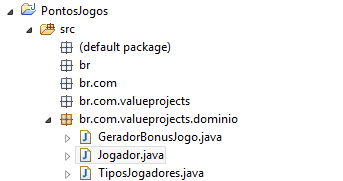 PontosJogos
src
(default package)
br
br.com
br.com.valueprojects
br.com.valueprojects.dominio
GeradorBonusJogo.java
Jogador.java
TiposJogadores.java